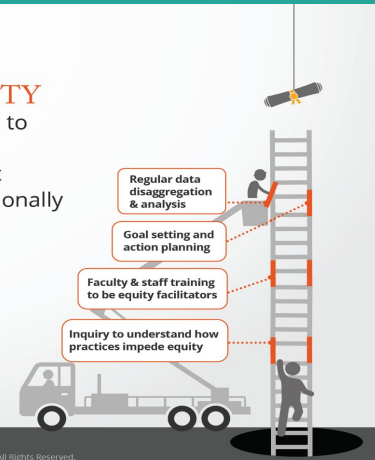 TY
to
onally
Regular data
disaggregation
& analysis
Goal setting and
action planning
Faculty & staff training
to be equity facilitators
Inquiry to understand how
practices impede equity
All Rights Reserved.